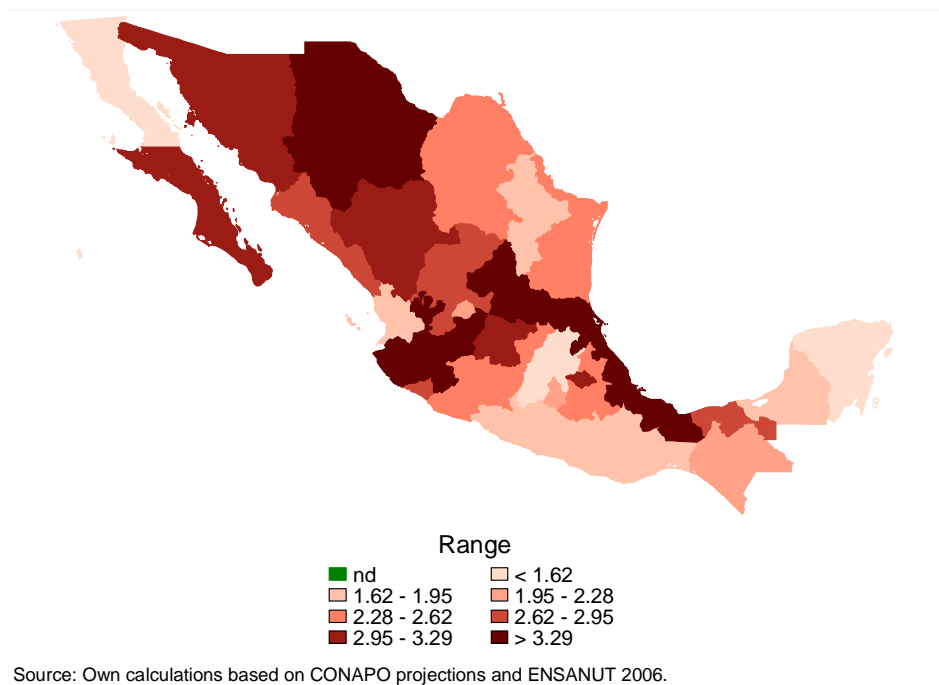 Range
nd < 1.62
1.62 - 1.95 1.95 - 2.28
2.28 - 2.62 2.62 - 2.95
2.95 - 3.29 > 3.29
Source: Own calculations based on CONAPO projections and ENSANUT 2006.